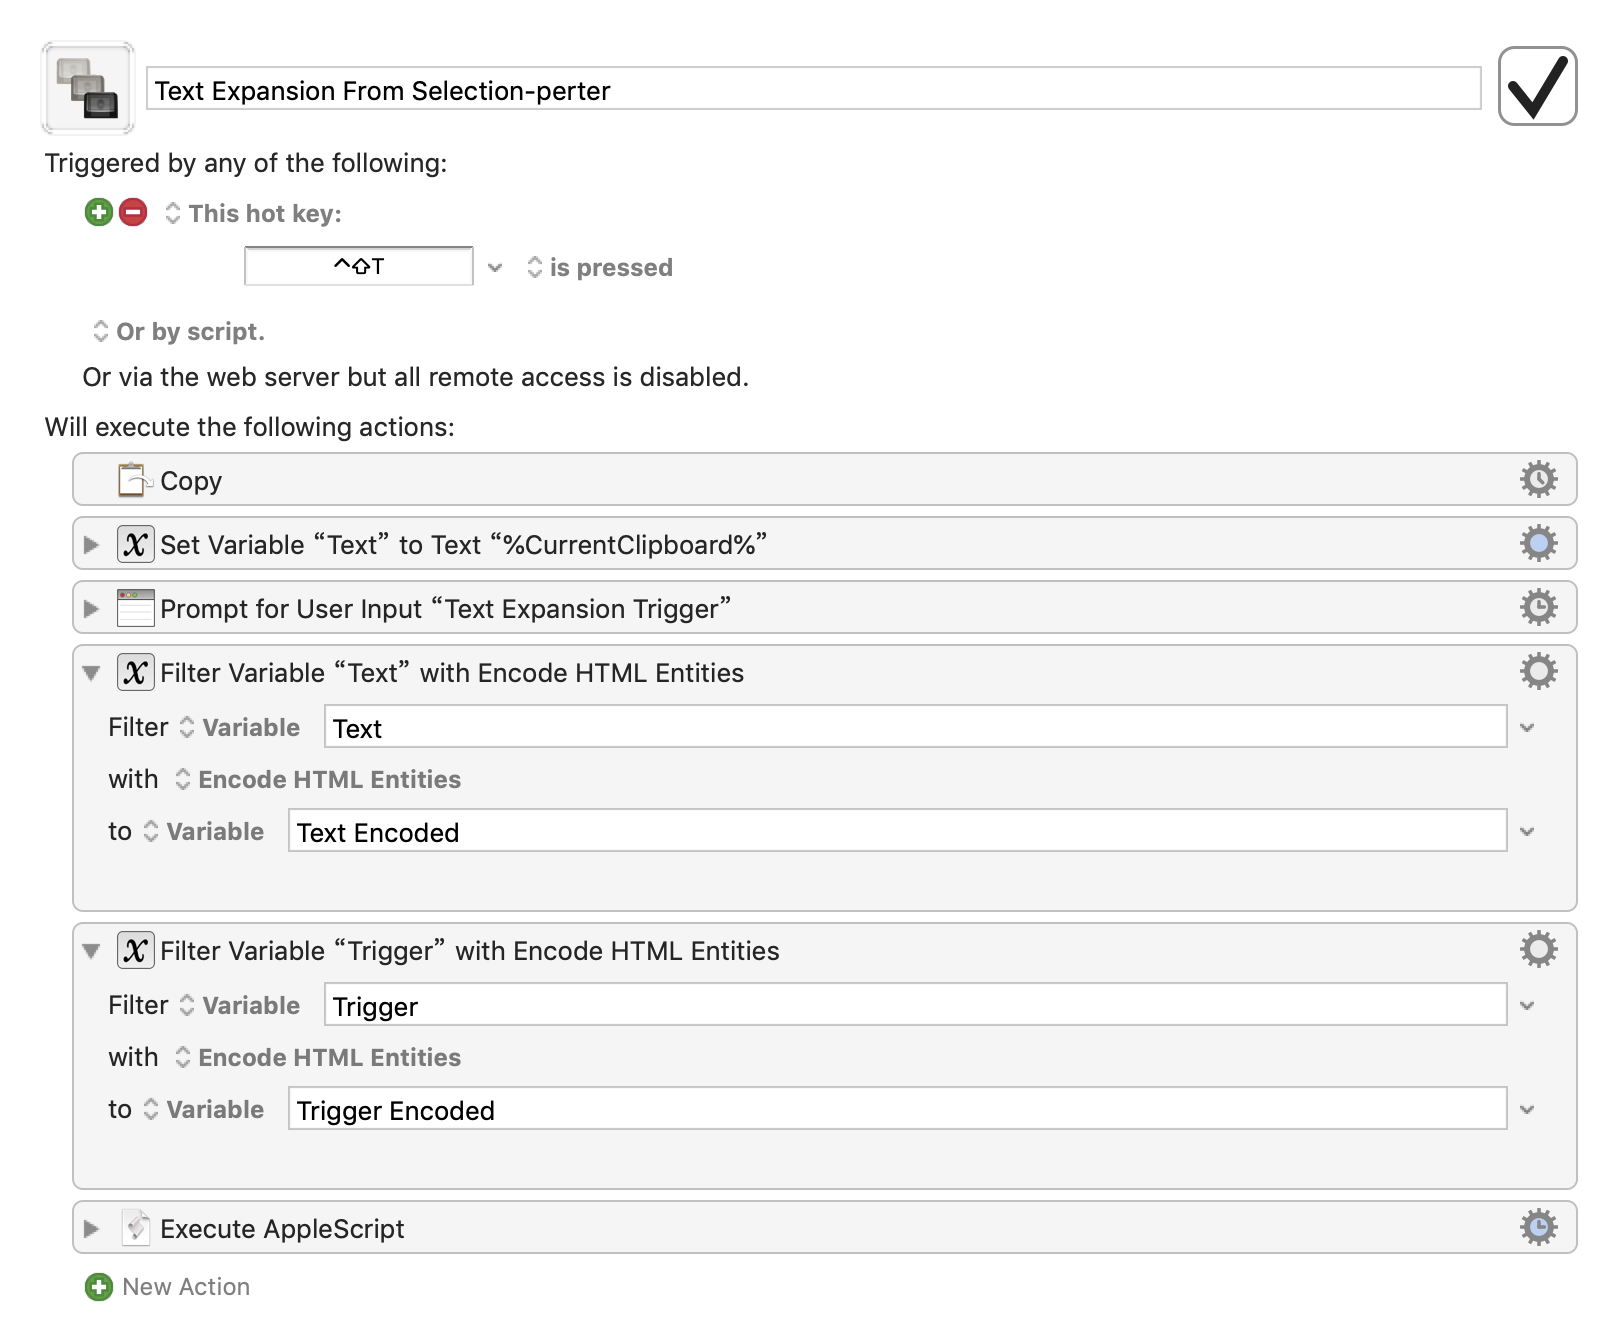 Text Expansion From Selection-perter
Triggered by any of the following:
This hot key:
^⇧T is pressed
Or by script.
Or via the web server but all remote access is disabled.
Will execute the following actions:
Copy
x Set Variable “Text” to Text “%CurrentClipboard%”
Prompt for User Input “Text Expansion Trigger”
x Filter Variable “Text” with Encode HTML Entities
Filter Variable Text
with Encode HTML Entities
to Variable Text Encoded
x Filter Variable “Trigger” with Encode HTML Entities
Filter Variable Trigger
with Encode HTML Entities
to Variable Trigger Encoded
Execute AppleScript
New Action